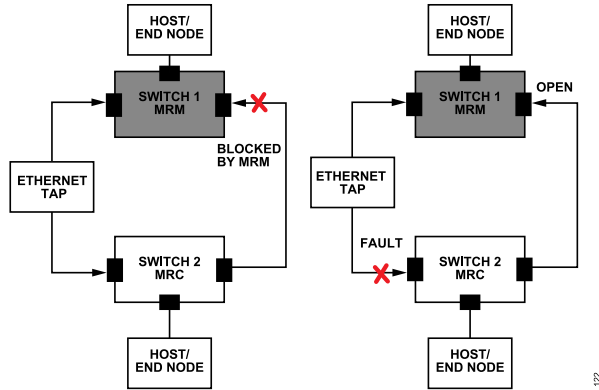 HOST/
END NODE
SWITCH 1
MRM
BLOCKED
BY MRM
ETHERNET
TAP
SWITCH 2
MRC
HOST/
END NODE
HOST/
END NODE
SWITCH 1
MRM
OPEN
ETHERNET
TAP
FAULT
SWITCH 2
MRC
HOST/
END NODE
122